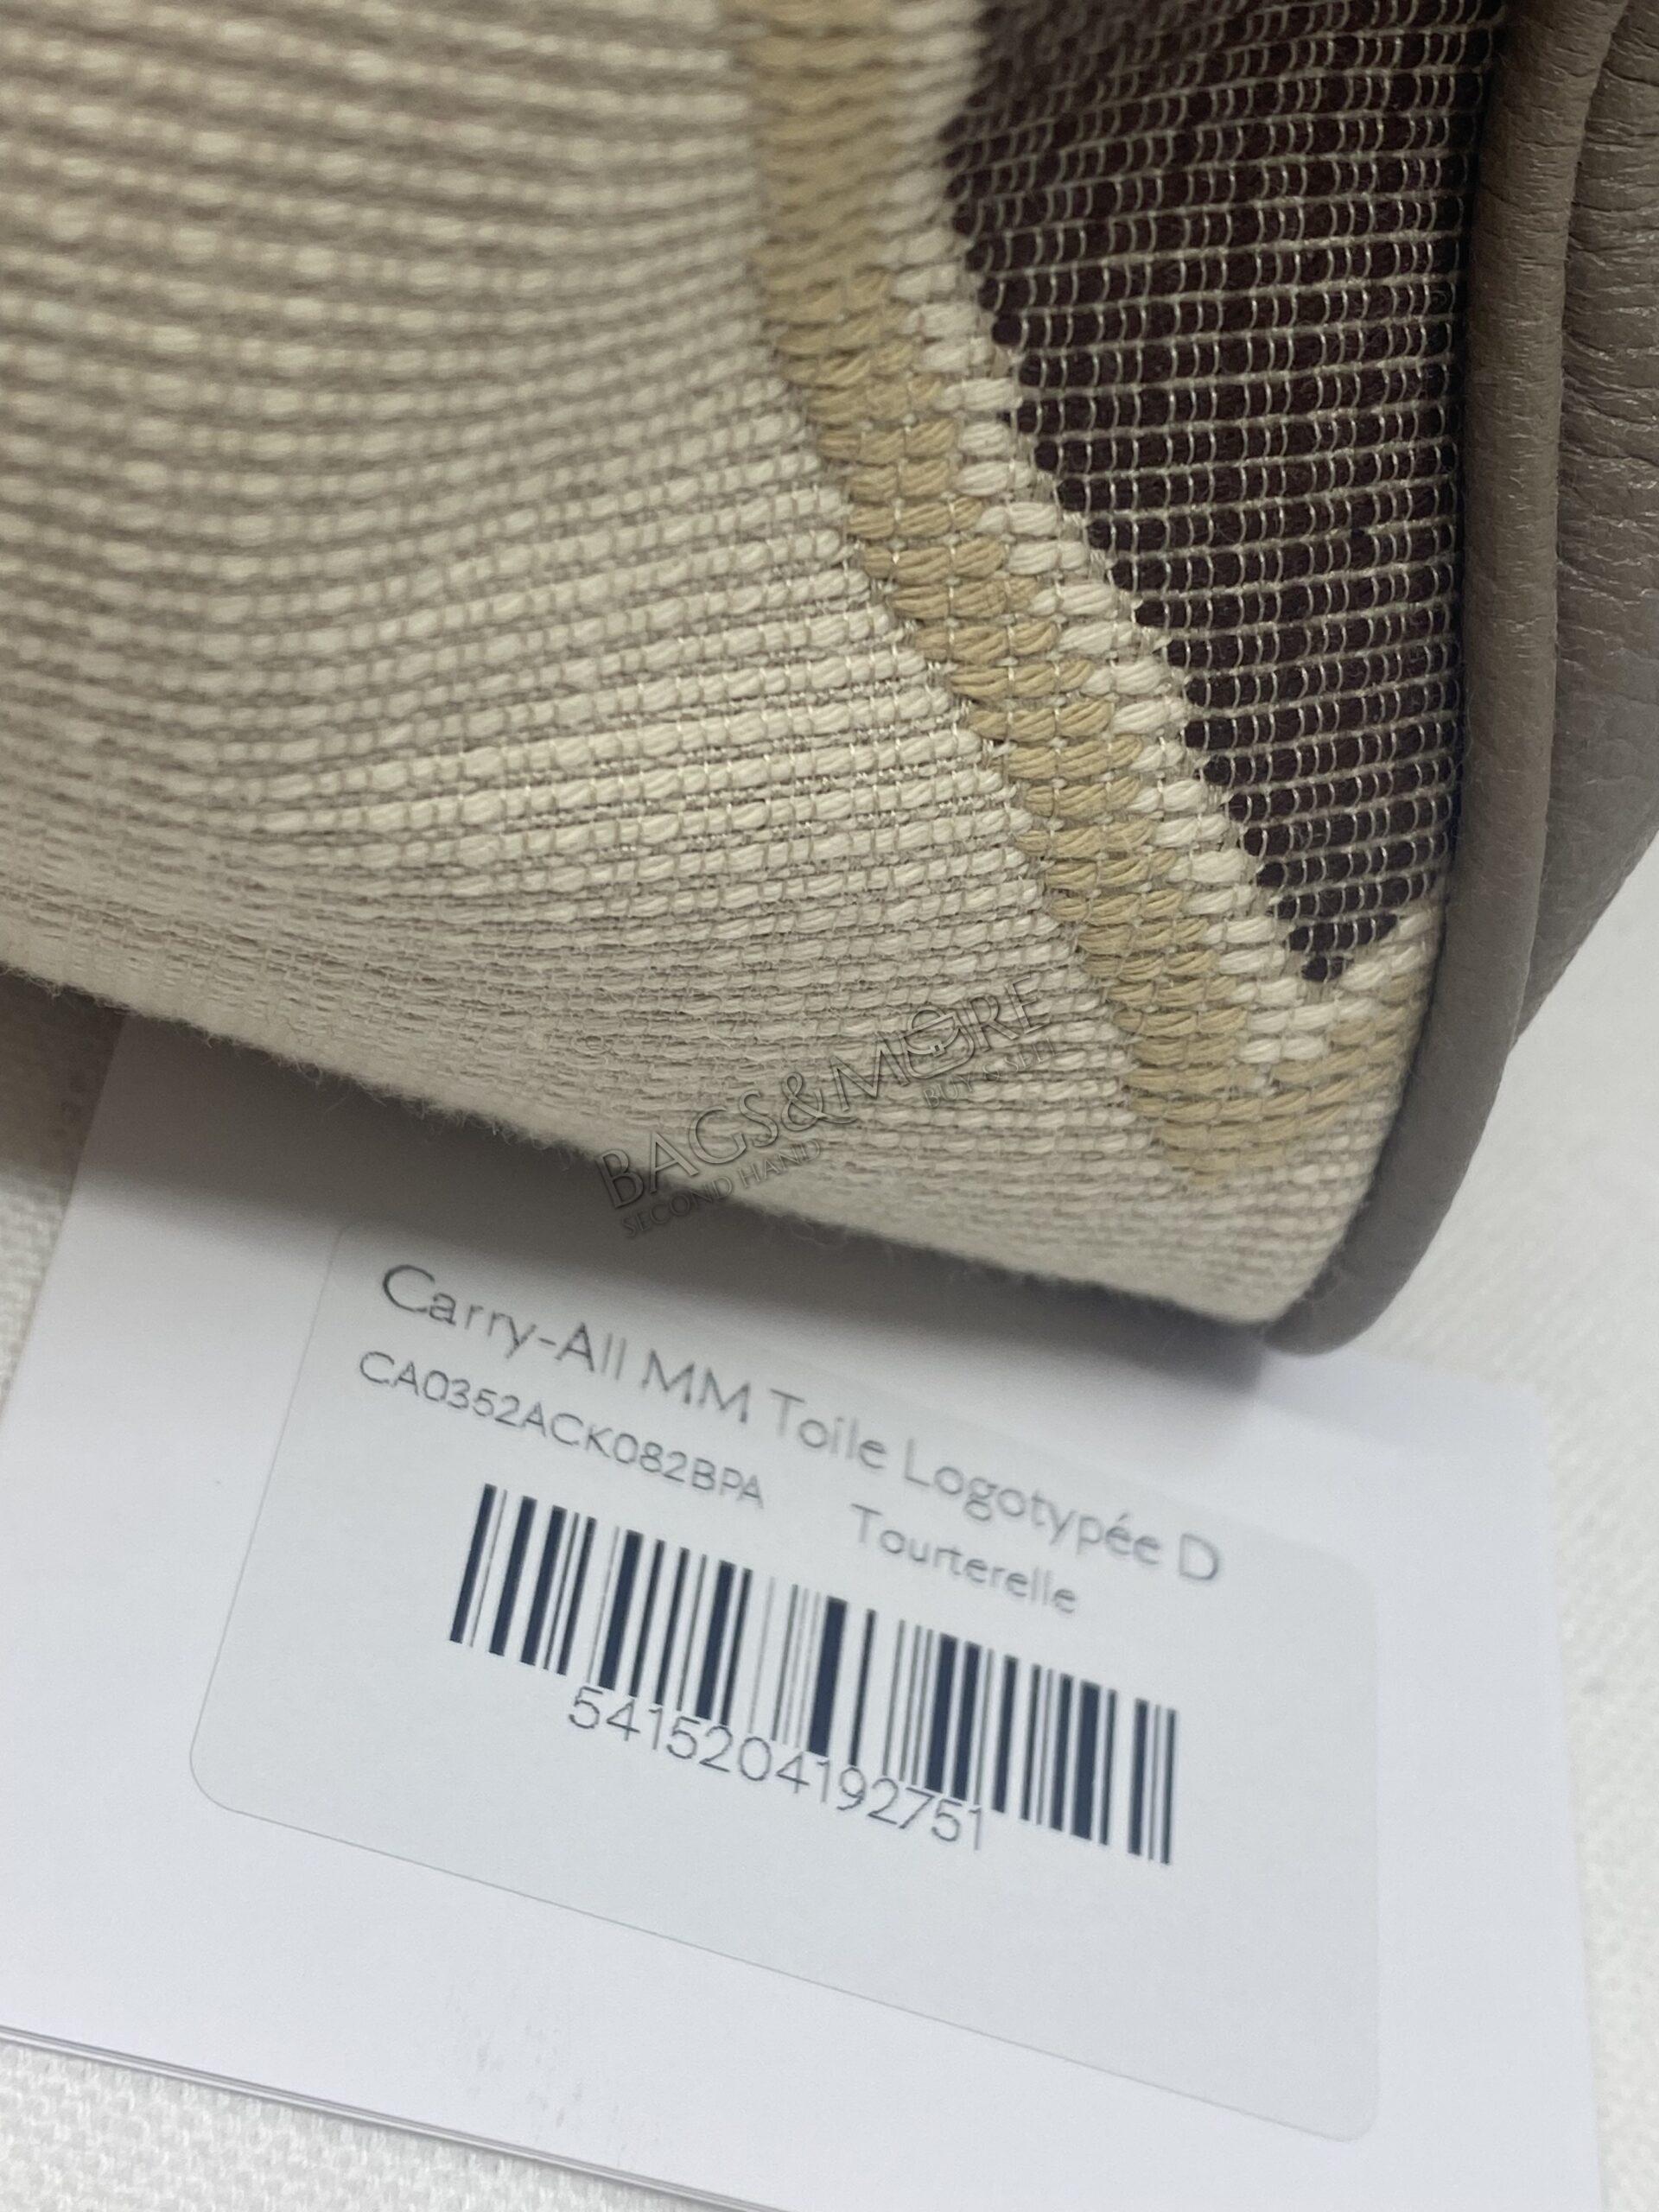 BAGS&MORE
BUY & SELL
SECOND HAND
Carry-All MM Toile Logotypée D
CA0352ACK082BPA Tourterelle
5415204192751